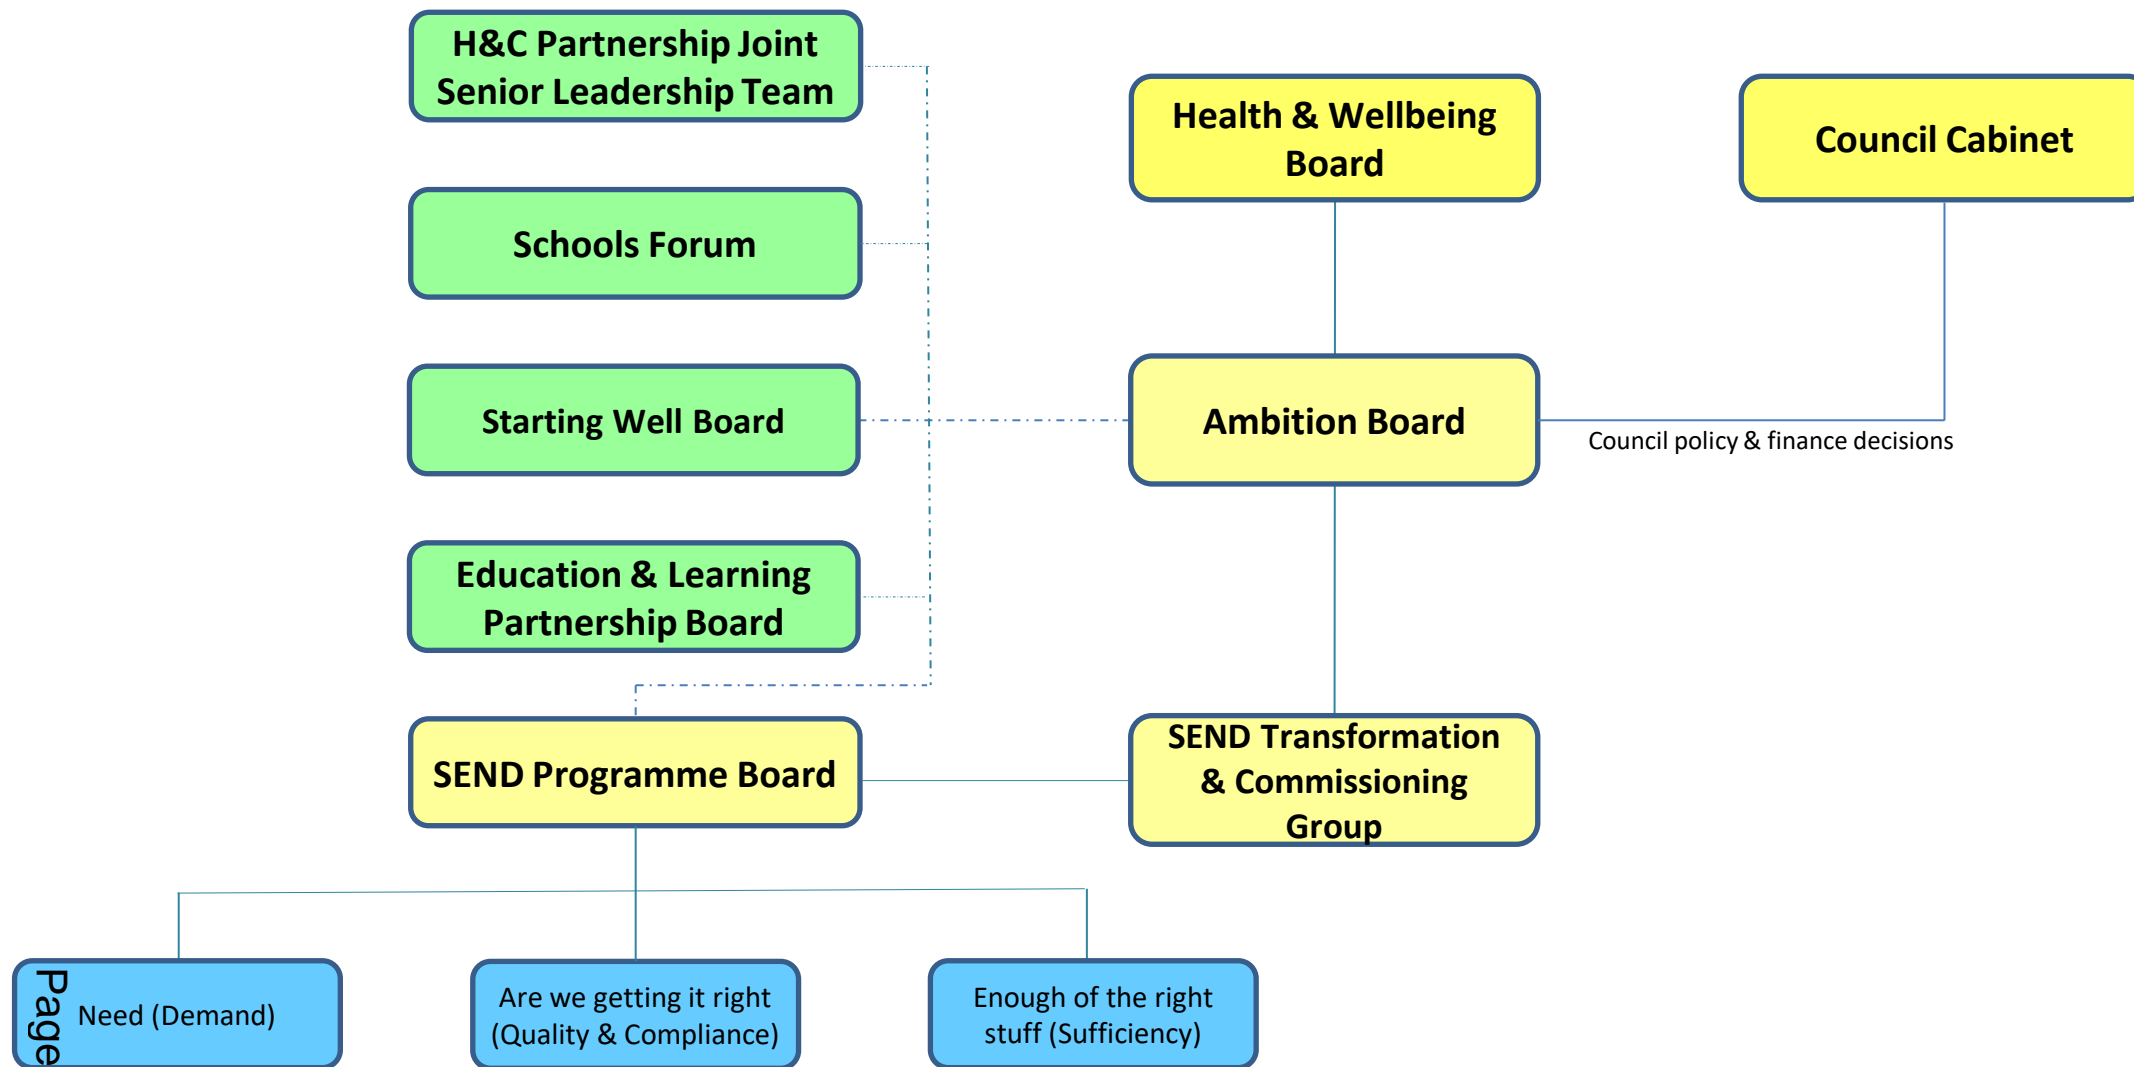 H&C Partnership Joint
Senior Leadership Team
Health & Wellbeing
Board
Council Cabinet
Schools Forum
Starting Well Board
Ambition Board
Council policy & finance decisions
Education & Learning
Partnership Board
SEND Programme Board
SEND Transformation
& Commissioning
Group
Page
Need (Demand)
Are we getting it right
(Quality & Compliance)
Enough of the right
stuff (Sufficiency)